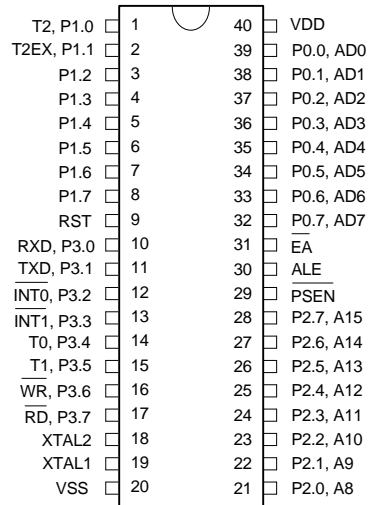 T2, P1.0 1 40 VDD
T2EX, P1.1 2 39 P0.0, AD0
P1.2 3 38 P0.1, AD1
P1.3 4 37 P0.2, AD2
P1.4 5 36 P0.3, AD3
P1.5 6 35 P0.4, AD4
P1.6 7 34 P0.5, AD5
P1.7 8 33 P0.6, AD6
RST 9 32 P0.7, AD7
RXD, P3.0 10 31 E̅A̅
TXD, P3.1 11 30 ALE
I̅N̅T̅0̅, P3.2 12 29 P̅S̅E̅N̅
I̅N̅T̅1̅, P3.3 13 28 P2.7, A15
T0, P3.4 14 27 P2.6, A14
T1, P3.5 15 26 P2.5, A13
W̅R̅, P3.6 16 25 P2.4, A12
R̅D̅, P3.7 17 24 P2.3, A11
XTAL2 18 23 P2.2, A10
XTAL1 19 22 P2.1, A9
VSS 20 21 P2.0, A8